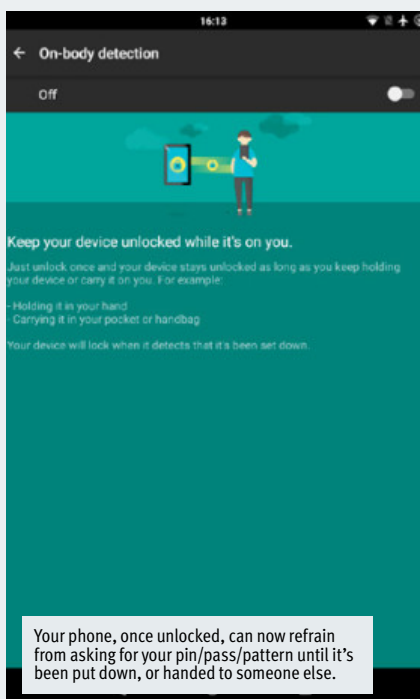 16:13
On-body detection
Off
Keep your device unlocked while it's on you.
Just unlock once and your device stays unlocked as long as you keep holding
your device or carry it on you. For example:
- Holding it in your hand
- Carrying it in your pocket or handbag
Your device will lock when it detects that it's been set down.
Your phone, once unlocked, can now refrain
from asking for your pin/pass/pattern until it's
been put down, or handed to someone else.